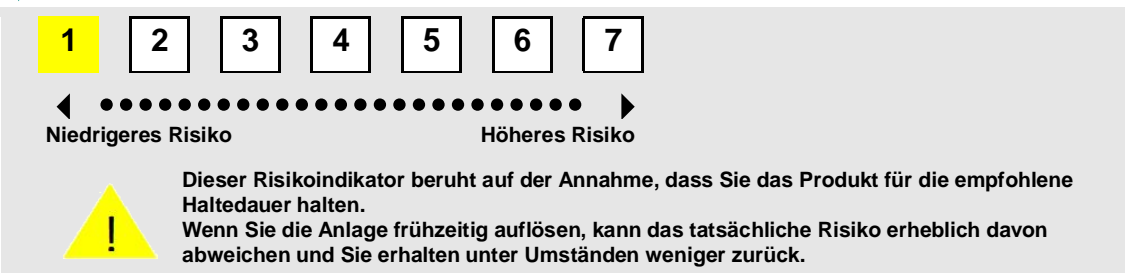 1 2 3 4 5 6 7
Niedrigeres Risiko Höheres Risiko
Dieser Risikoindikator beruht auf der Annahme, dass Sie das Produkt für die empfohlene
Haltedauer halten.
Wenn Sie die Anlage frühzeitig auflösen, kann das tatsächliche Risiko erheblich davon
abweichen und Sie erhalten unter Umständen weniger zurück.
!